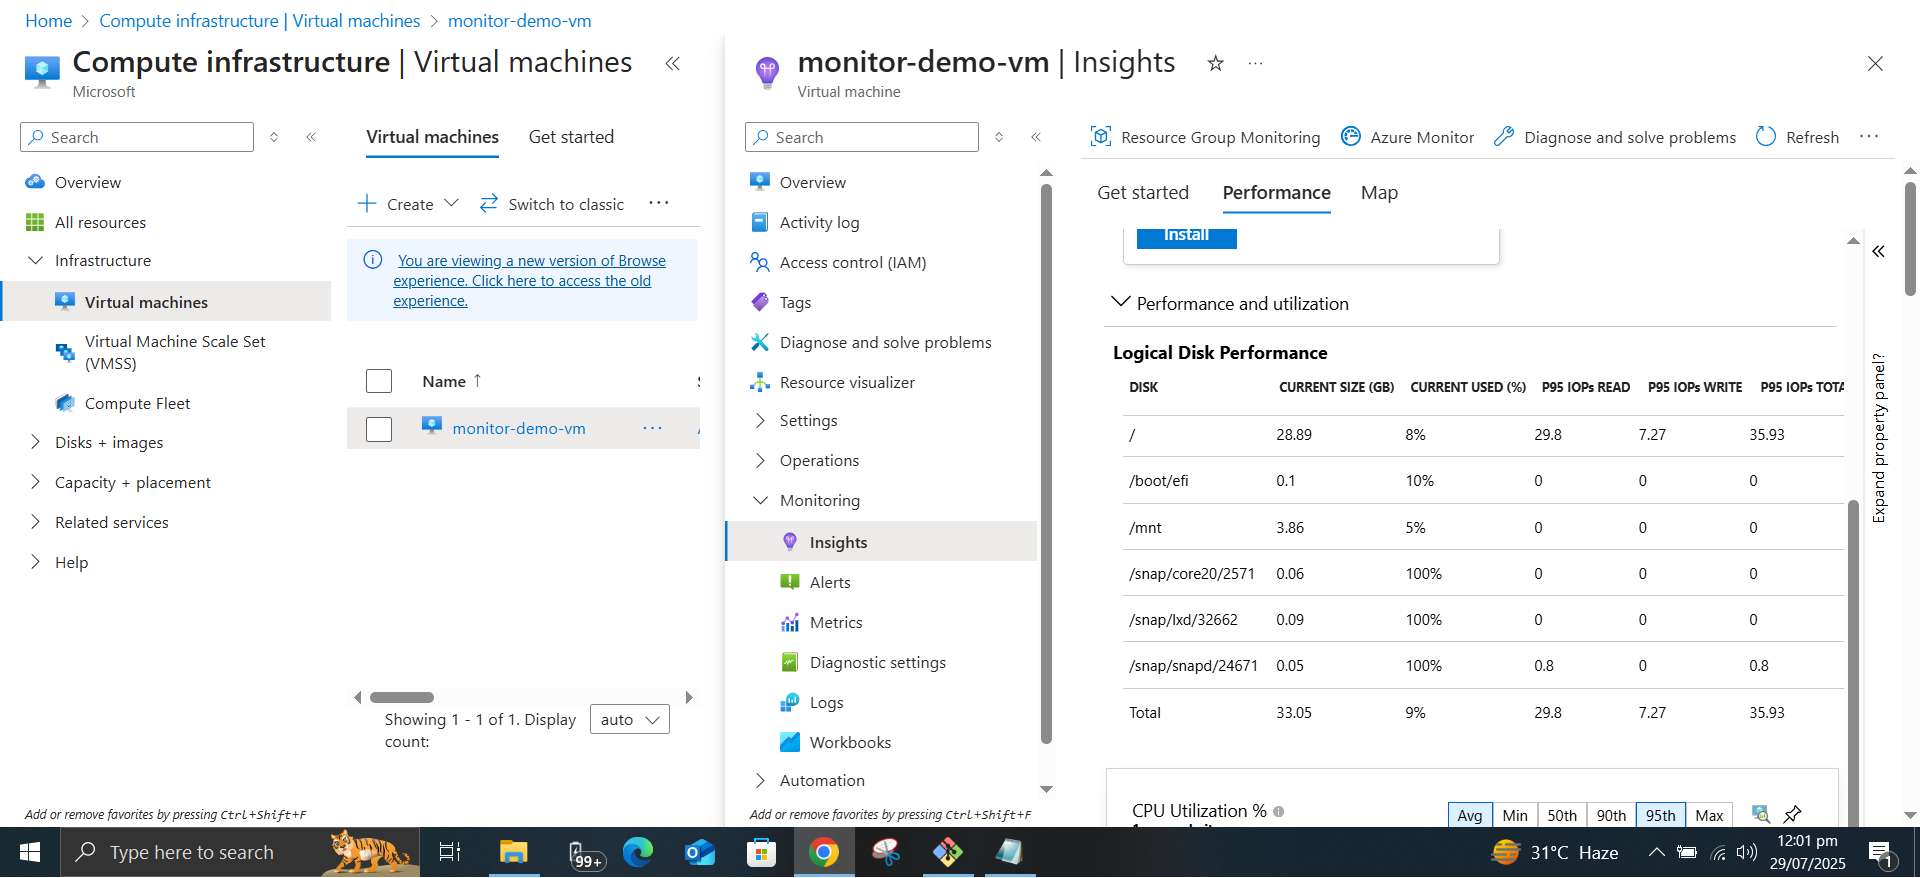 Home > Compute infrastructure | Virtual machines > monitor-demo-vm
Compute infrastructure | Virtual machines
Microsoft
Search
Overview
All resources
Infrastructure
Virtual machines
Virtual Machine Scale Set
(VMSS)
Compute Fleet
Disks + images
Capacity + placement
Related services
Help
Add or remove favorites by pressing Ctrl+Shift+F
Virtual machines Get started
Create Switch to classic ...
You are viewing a new version of Browse
experience. Click here to access the old
experience.
Name ↑
monitor-demo-vm ...
Showing 1 - 1 of 1. Display
count:
auto
monitor-demo-vm | Insights
Virtual machine
Search
Overview
Activity log
Access control (IAM)
Tags
Diagnose and solve problems
Resource visualizer
Settings
Operations
Monitoring
Insights
Alerts
Metrics
Diagnostic settings
Logs
Workbooks
Automation
Add or remove favorites by pressing Ctrl+Shift+F
Resource Group Monitoring Azure Monitor Diagnose and solve problems Refresh ...
Get started Performance Map
Install
Performance and utilization
Logical Disk Performance
DISK CURRENT SIZE (GB) CURRENT USED (%) P95 IOPs READ P95 IOPs WRITE P95 IOPs TOTA
/ 28.89 8% 29.8 7.27 35.93
/boot/efi 0.1 10% 0 0 0
/mnt 3.86 5% 0 0 0
/snap/core20/2571 0.06 100% 0 0 0
/snap/lxd/32662 0.09 100% 0 0 0
/snap/snapd/24671 0.05 100% 0.8 0 0.8
Total 33.05 9% 29.8 7.27 35.93
CPU Utilization %
Avg Min 50th 90th 95th Max
Expand property panel?
Type here to search
99+
31°C Haze
12:01 pm
29/07/2025
1